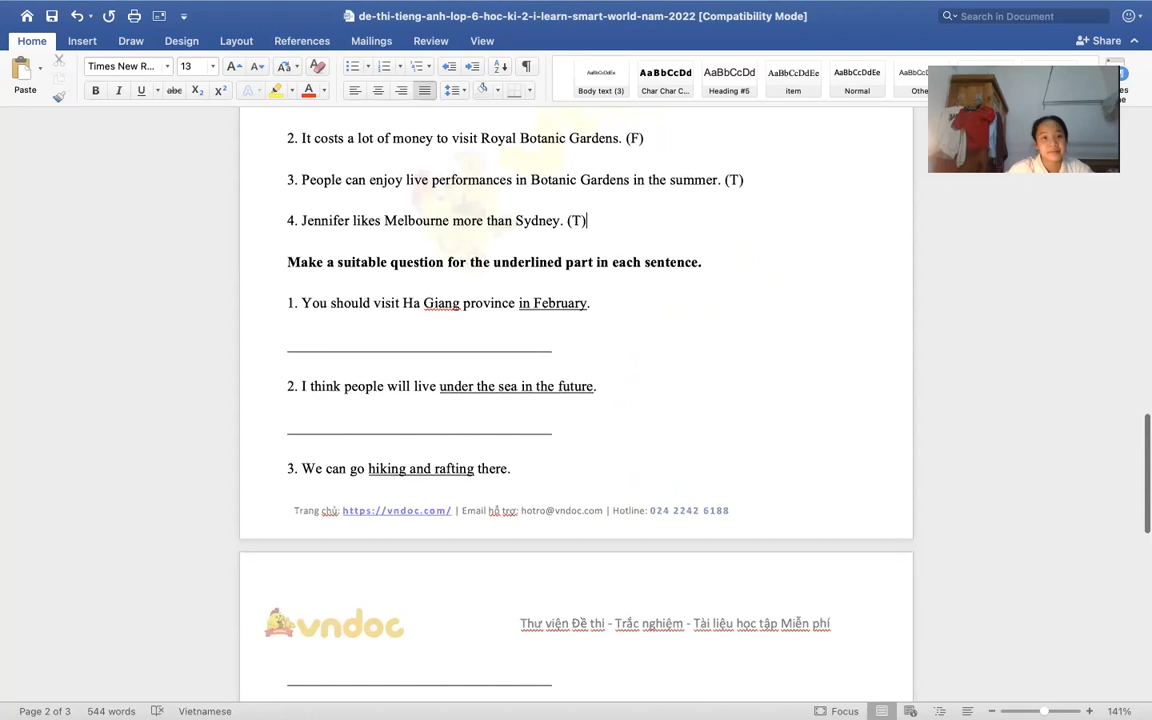 de-thi-tieng-anh-lop-6-hoc-ki-2-i-learn-smart-world-nam-2022 [Compatibility Mode]
Search in Document
Home Insert Draw Design Layout References Mailings Review View
Share
Paste
Times New R... 13
AaBbCcDdEe AaBbCcDd AaBbCcDd AaBbCcDdEe AaBbCcDdEe AaBbCcD
Body text (3) Char Char C... Heading #5 item Normal
2. It costs a lot of money to visit Royal Botanic Gardens. (F)
3. People can enjoy live performances in Botanic Gardens in the summer. (T)
4. Jennifer likes Melbourne more than Sydney. (T)
Make a suitable question for the underlined part in each sentence.
1. You should visit Ha Giang province in February.
2. I think people will live under the sea in the future.
3. We can go hiking and rafting there.
Trang chủ: https://vndoc.com/ | Email hỗ trợ: hotro@vndoc.com | Hotline: 024 2242 6188
vndoc
Thư viện Đề thi - Trắc nghiệm - Tài liệu học tập Miễn phí
Page 2 of 3 544 words Vietnamese Focus 141%